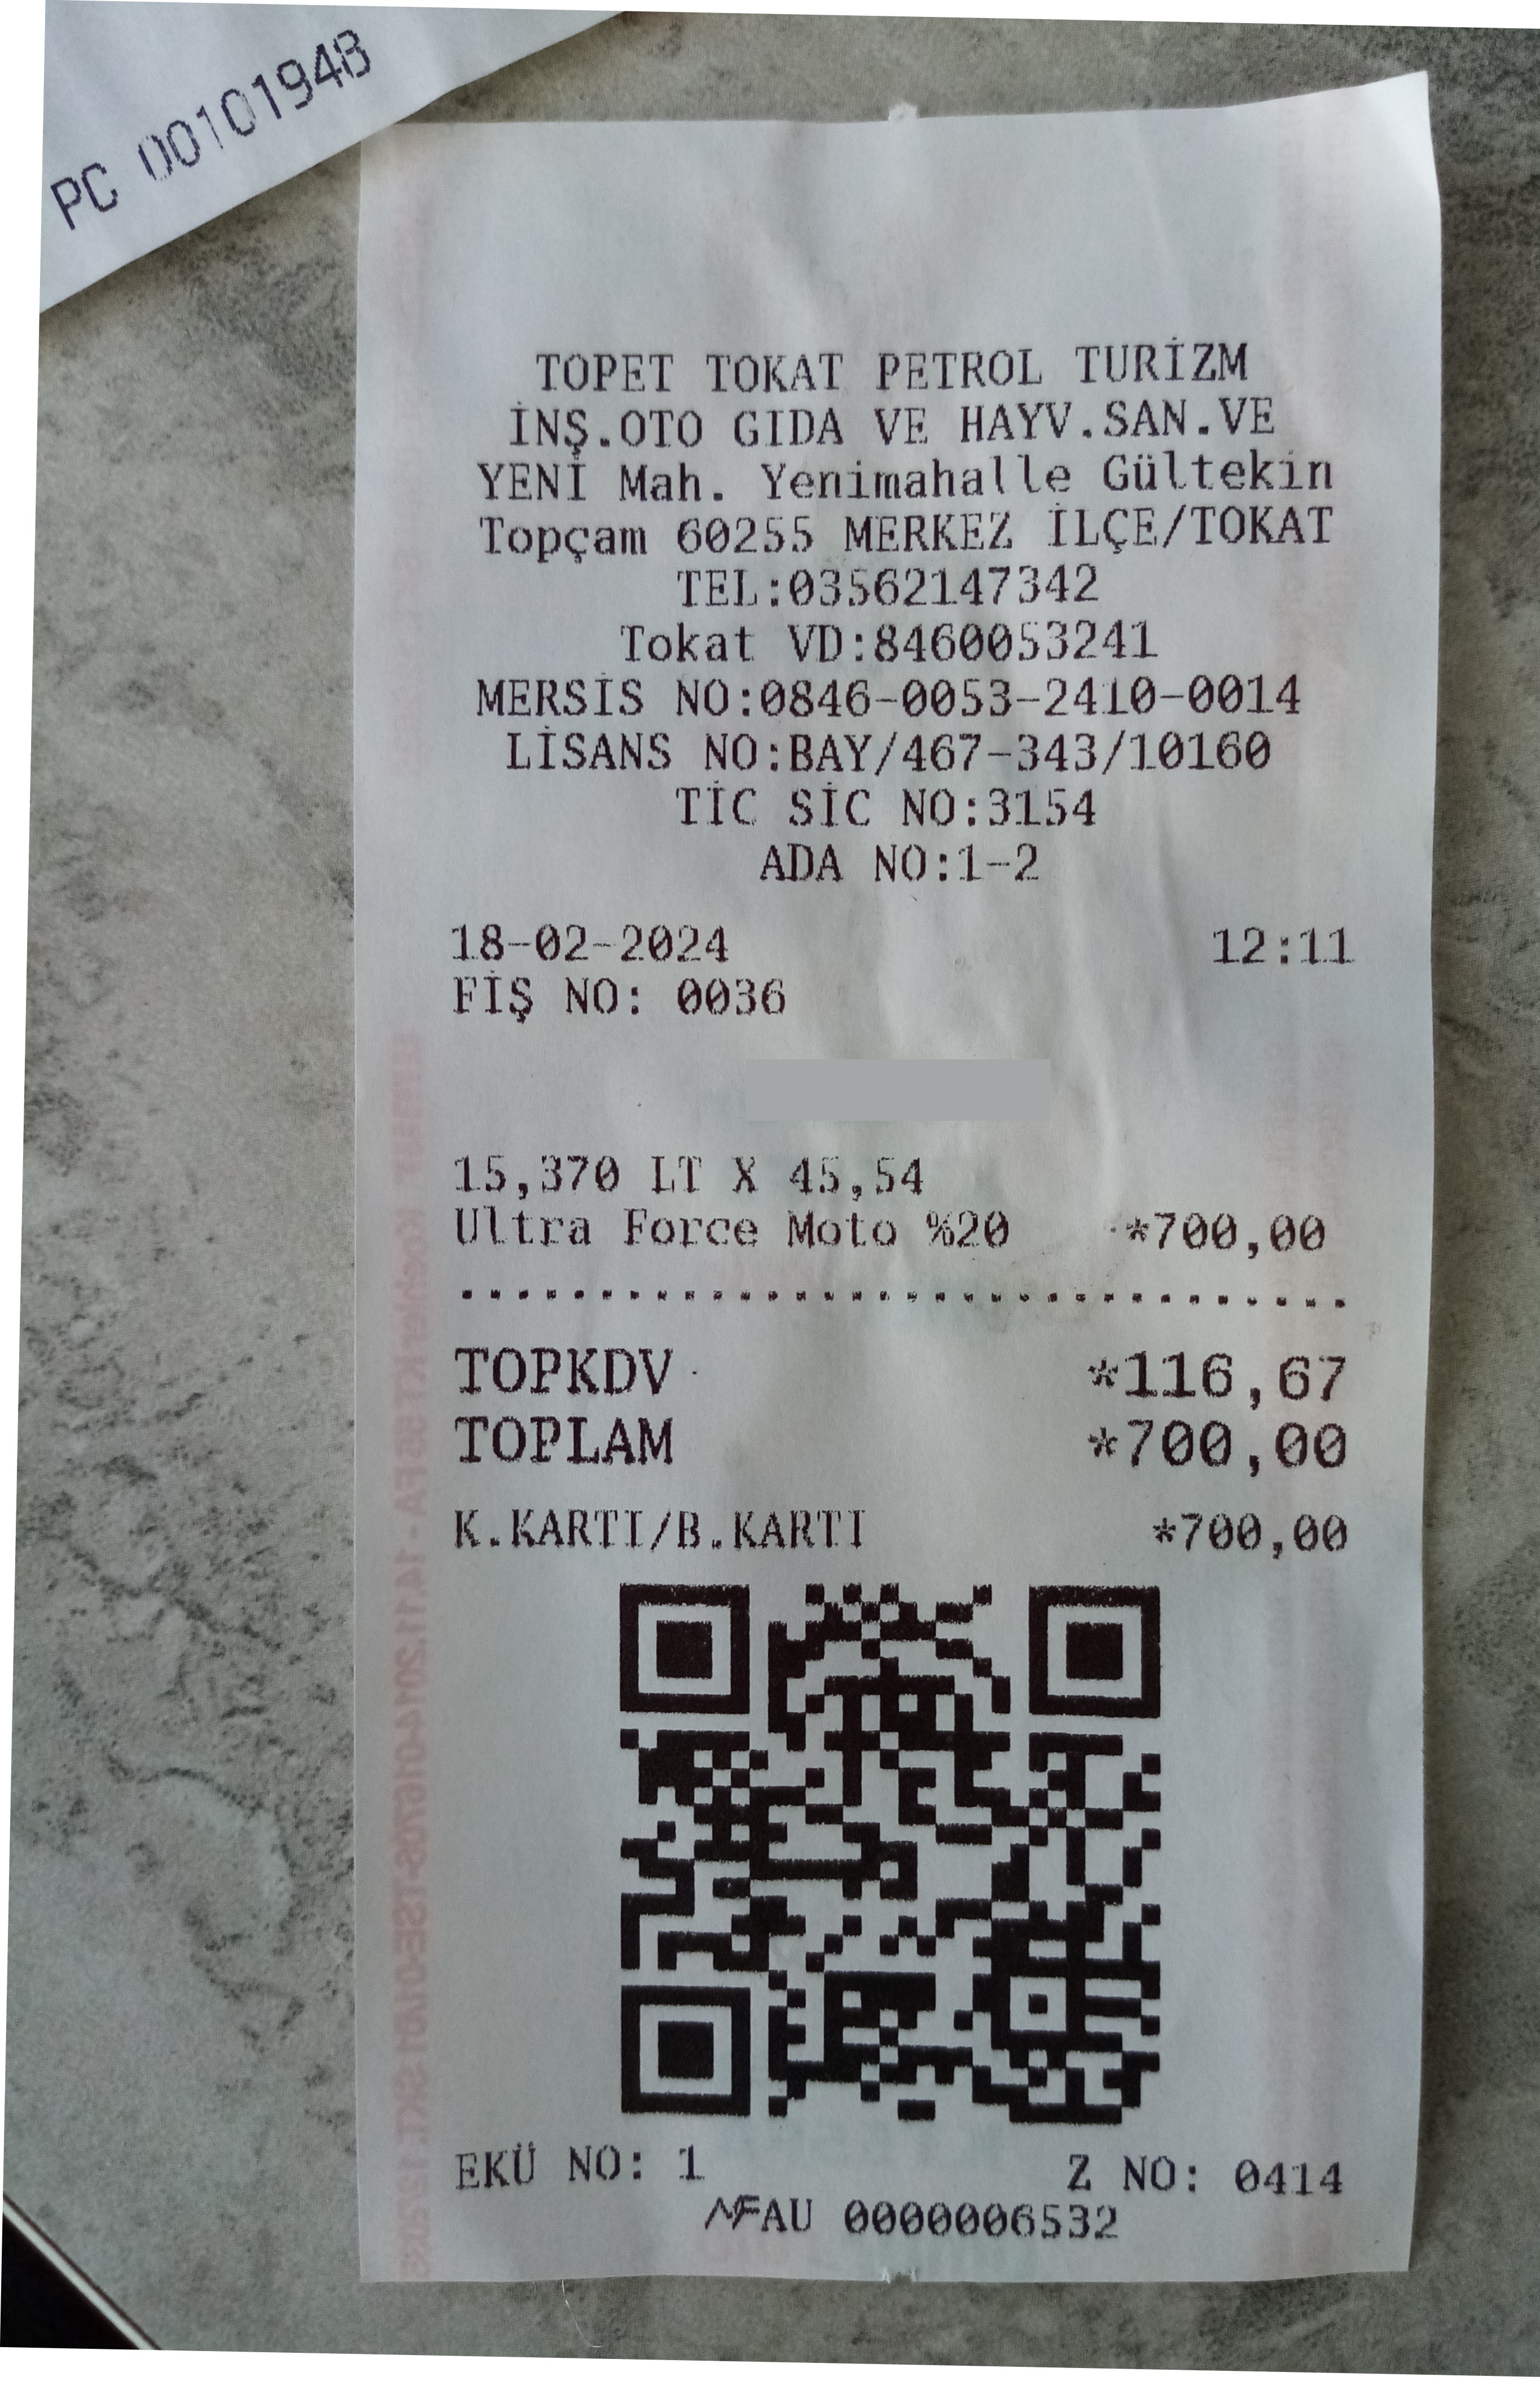 PC 00101948
TOPET TOKAT PETROL TURİZM
İNŞ.OTO GIDA VE HAYV.SAN.VE
YENİ Mah. Yenimahalle Gültekin
Topçam 60255 MERKEZ İLÇE/TOKAT
TEL:03562147342
Tokat VD:8460053241
MERSİS NO:0846-0053-2410-0014
LİSANS NO:BAY/467-343/10160
TİC SİC NO:3154
ADA NO:1-2
18-02-2024 12:11
FİŞ NO: 0036
15,370 LT X 45,54
Ultra Force Moto %20 *700,00
TOPKDV *116,67
TOPLAM *700,00
K.KARTI/B.KARTI *700,00
EKÜ NO: 1 Z NO: 0414
MF AU 0000006532